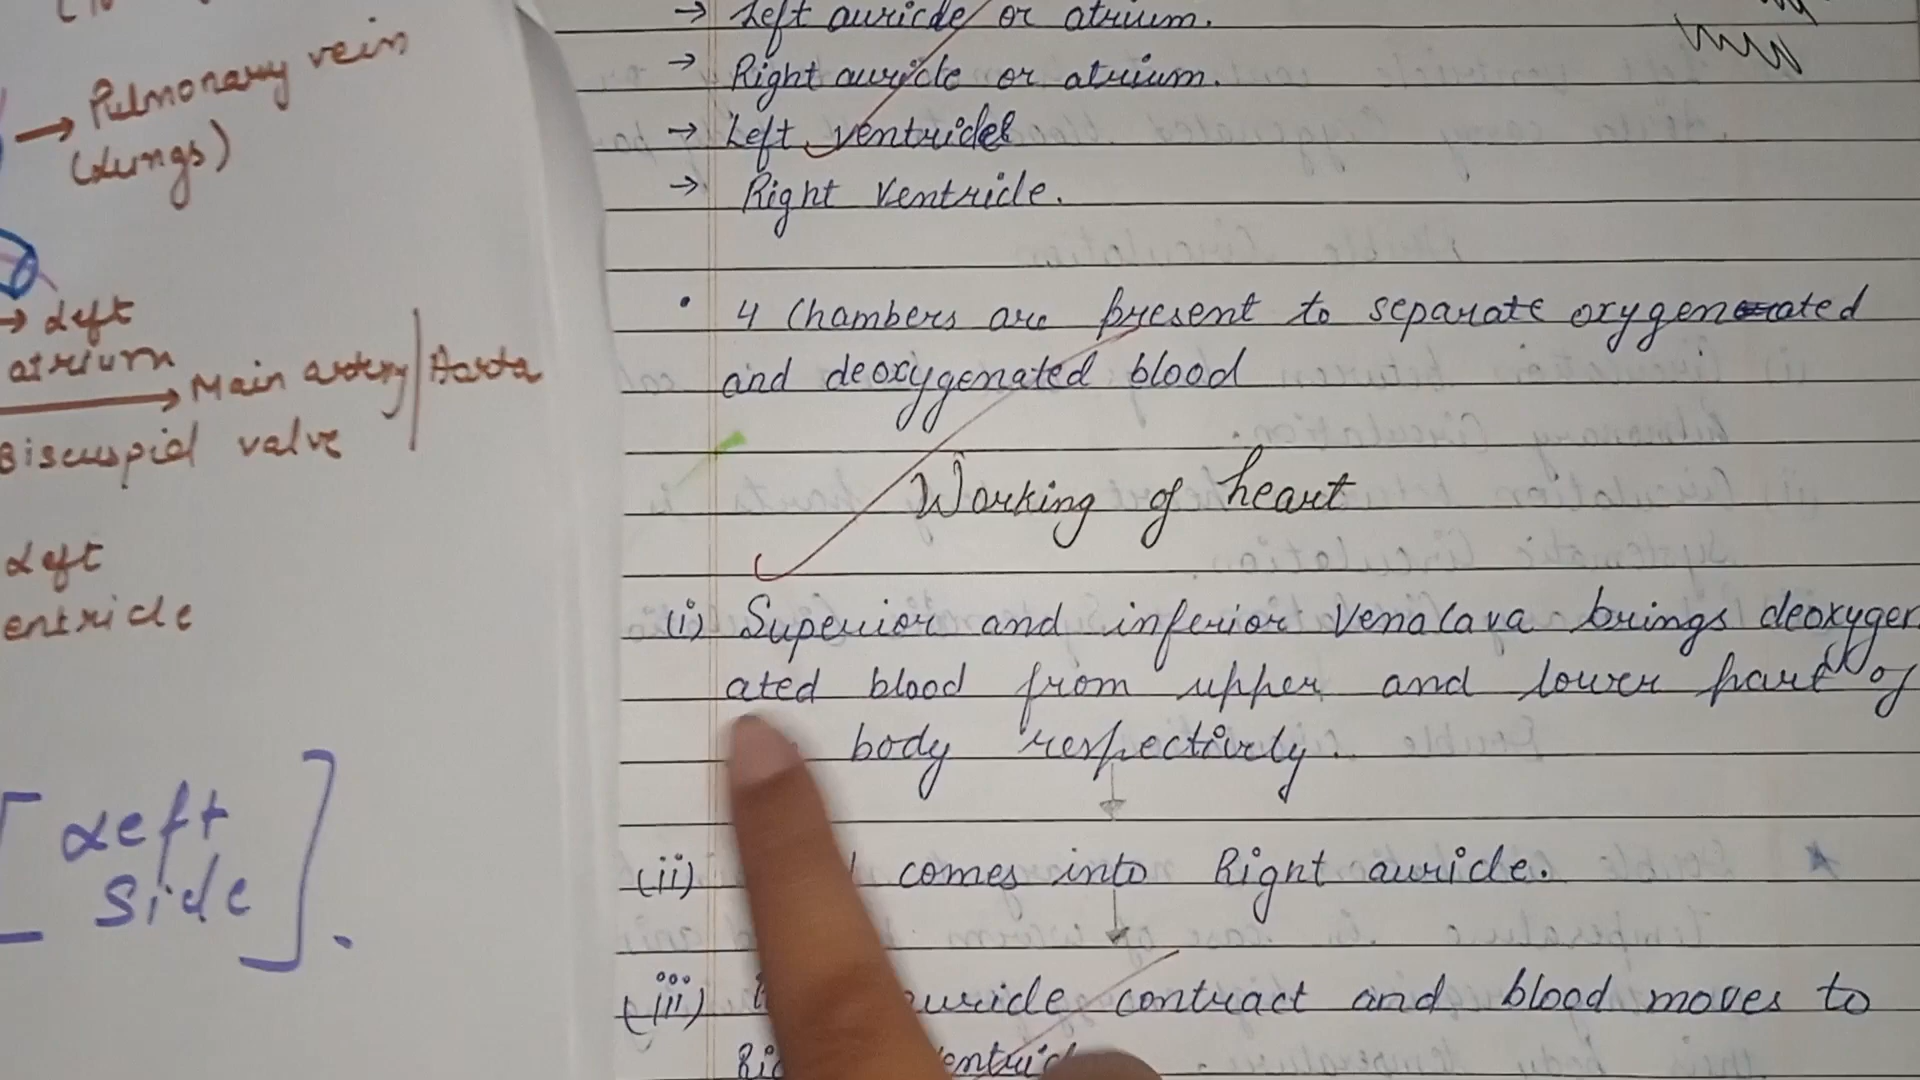 Pulmonary vein
(Lungs)
Left
atrium
Main artery/Aorta
Biscuspid valve
Left
entricle
Left
Side
→ Left auricle or atrium.
→ Right auricle or atrium.
→ Left ventricle
→ Right Ventricle.
• 4 Chambers are present to separate oxygenated
and deoxygenated blood
Working of heart
(i) Superior and inferior Venacava brings deoxygen
ated blood from upper and lower part of
body respectively.
(ii) comes into Right auricle.
(iii) auricle contract and blood moves to